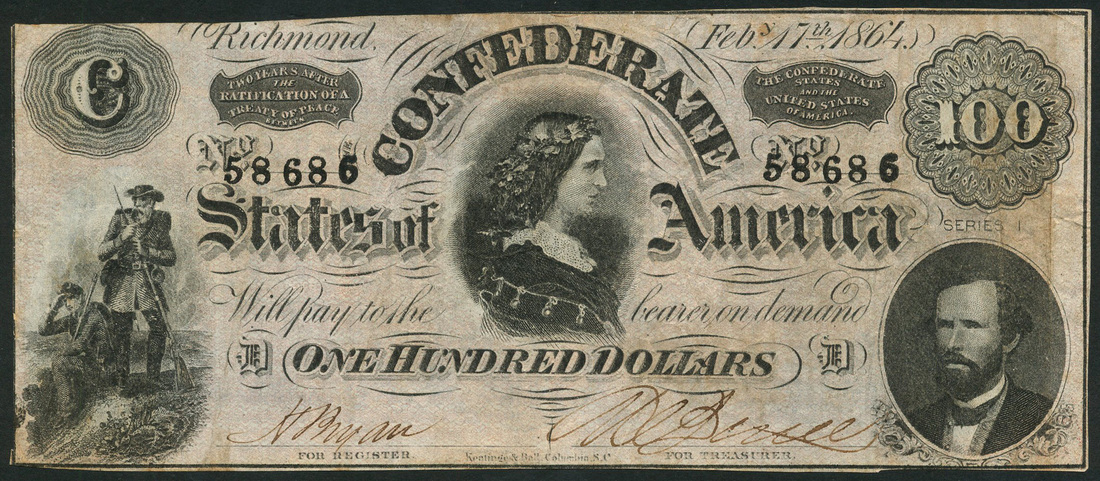 Richmond, Feby 17th 1864
C
TWO YEARS AFTER THE RATIFICATION OF A TREATY OF PEACE BETWEEN
THE CONFEDERATE STATES AND THE UNITED STATES OF AMERICA.
100
CONFEDERATE
No 58686
No 58686
States of America
SERIES 1
Will pay to the bearer on demand
D ONE HUNDRED DOLLARS D
FOR REGISTER.
Keatinge & Ball, Columbia, S.C.
FOR TREASURER.